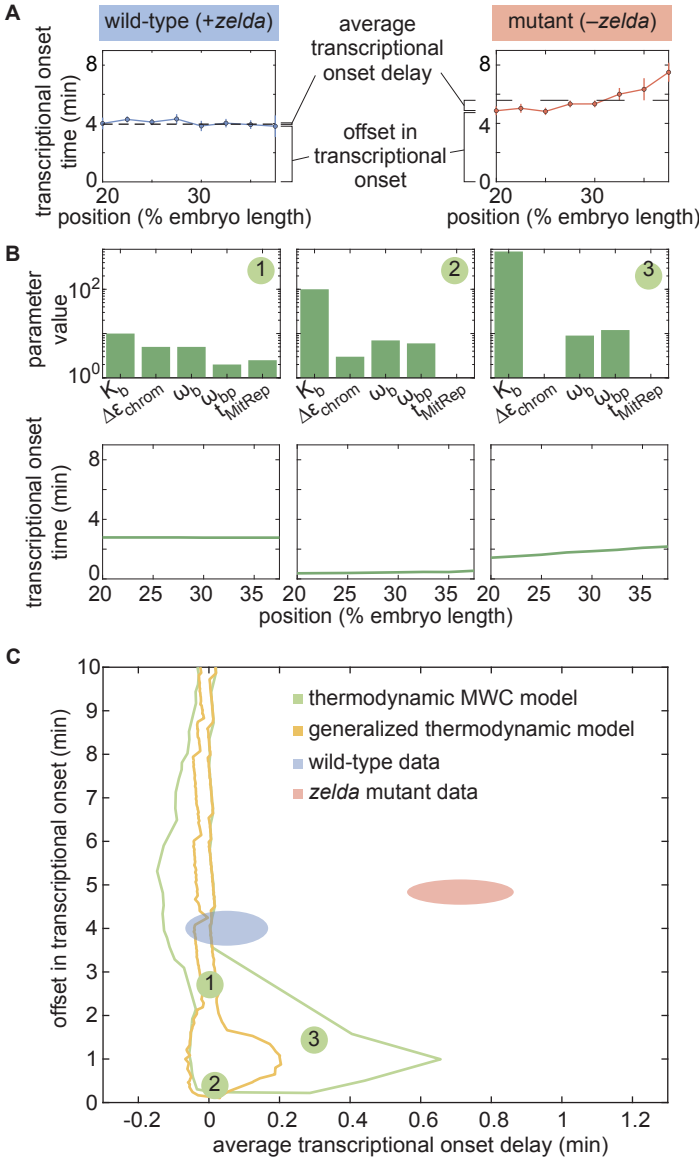 A
wild-type (+zelda)
average transcriptional onset delay
mutant (–zelda)
transcriptional onset time (min)
8
4
0
20
30
position (% embryo length)
offset in transcriptional onset
8
4
0
20
30
position (% embryo length)
B
parameter value
10²
10⁰
1
K_b
Δε_chrom
ω_b
ω_bp
t_MitRep
2
K_b
Δε_chrom
ω_b
ω_bp
t_MitRep
3
K_b
Δε_chrom
ω_b
ω_bp
t_MitRep
transcriptional onset time (min)
8
4
0
20 25 30 35
20 25 30 35
20 25 30 35
position (% embryo length)
C
offset in transcriptional onset (min)
10
9
8
7
6
5
4
3
2
1
0
thermodynamic MWC model
generalized thermodynamic model
wild-type data
zelda mutant data
1
2
3
-0.2 0 0.2 0.4 0.6 0.8 1 1.2
average transcriptional onset delay (min)